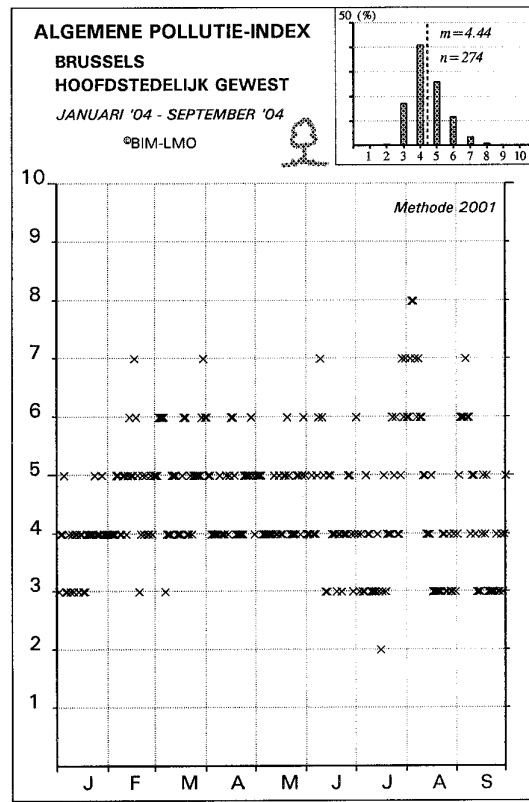 ALGEMENE POLLUTIE-INDEX
BRUSSELS
HOOFDSTEDELIJK GEWEST
JANUARI '04 - SEPTEMBER '04
©BIM-LMO
50 (%)
m=4.44
n=274
1 2 3 4 5 6 7 8 9 10
Methode 2001
10
9
8
7
6
5
4
3
2
1
J F M A M J J A S